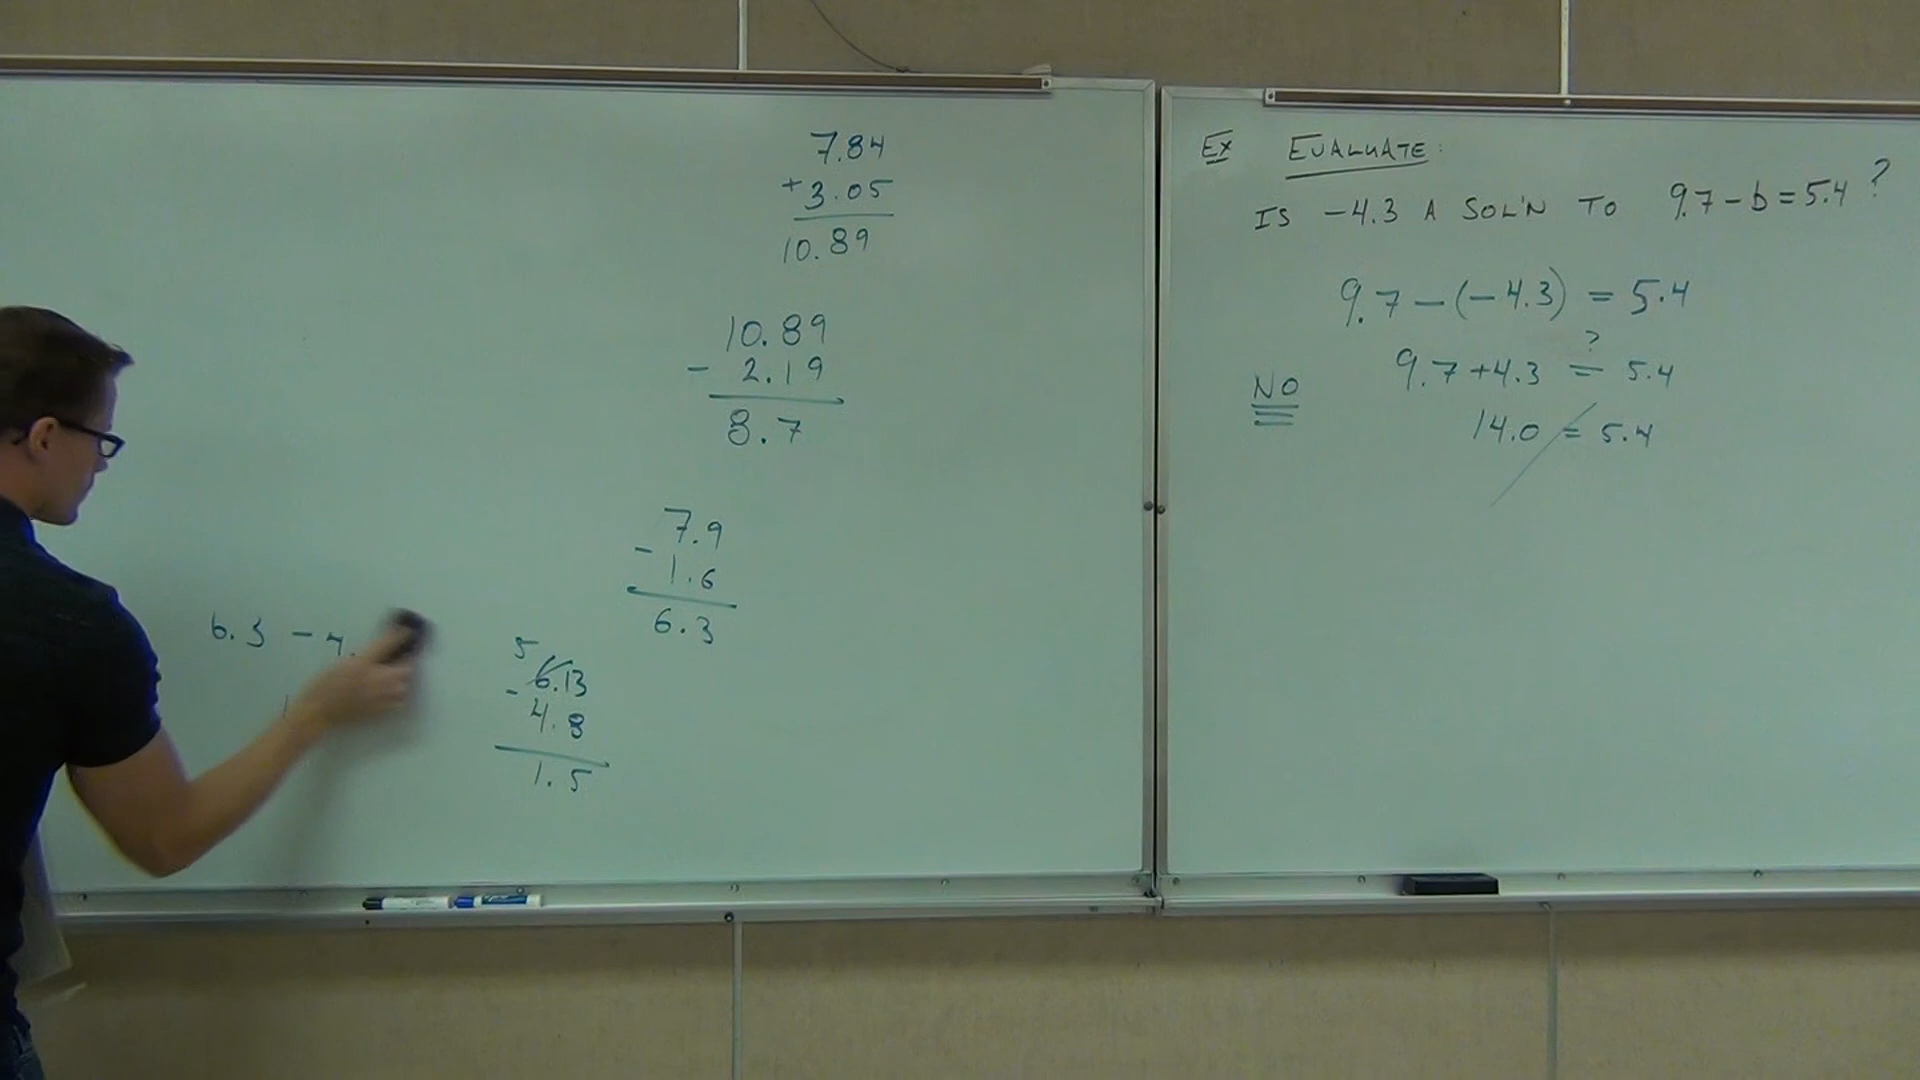 7.84
+ 3.05
10.89
10.89
- 2.19
8.7
7.9
- 1.6
6.3
6.3 - 4.
5
6.13
- 4.8
1.5
Ex EVALUATE:
IS -4.3 A SOL'N TO 9.7 - b = 5.4 ?
9.7 - (-4.3) = 5.4
?
9.7 + 4.3 = 5.4
NO
14.0 = 5.4